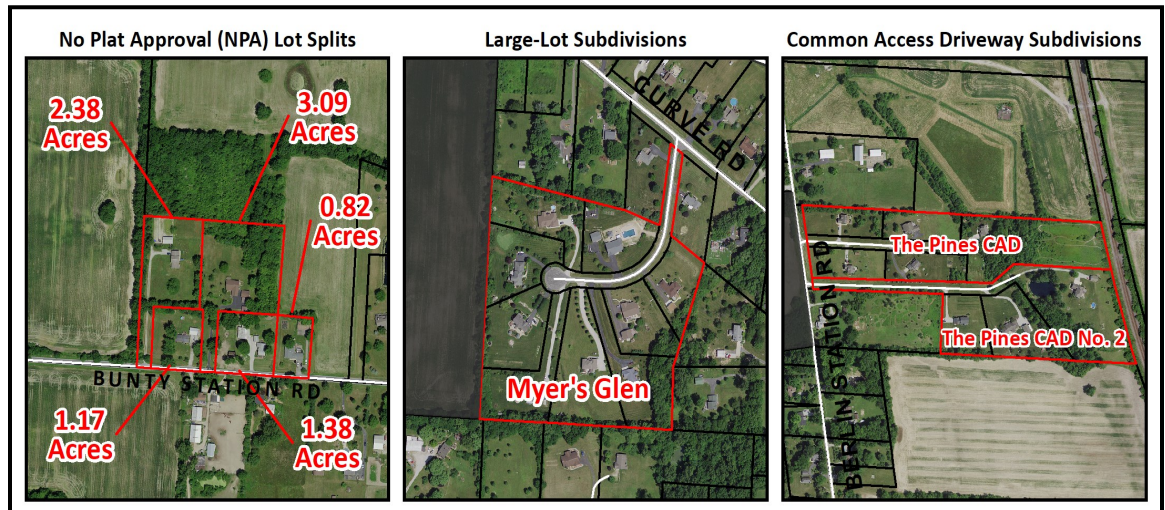 No Plat Approval (NPA) Lot Splits
2.38
Acres
3.09
Acres
0.82
Acres
BUNTY STATION RD
1.17
Acres
1.38
Acres
Large-Lot Subdivisions
CURVE RD
Myer's Glen
Common Access Driveway Subdivisions
The Pines CAD
The Pines CAD No. 2
BERLIN STATION RD